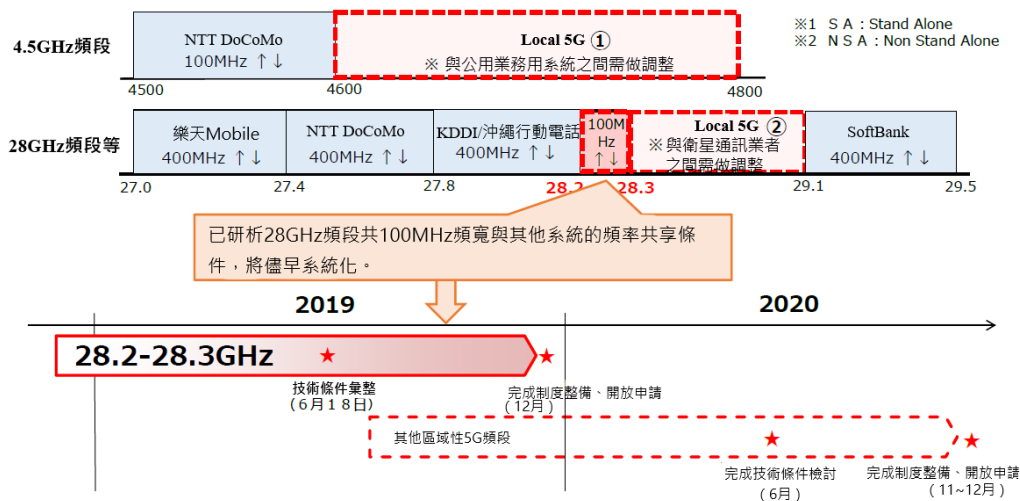 ※1 ＳＡ：Stand Alone
※2 ＮＳＡ：Non Stand Alone
4.5GHz頻段
NTT DoCoMo
100MHz ↑↓
Local 5G ①
※ 與公用業務用系統之間需做調整
4500
4600
4800
28GHz頻段等
樂天Mobile
400MHz ↑↓
NTT DoCoMo
400MHz ↑↓
KDDI/沖繩行動電話
400MHz ↑↓
100M
Hz
↑↓
Local 5G ②
※與衛星通訊業者
之間需做調整
SoftBank
400MHz ↑↓
27.0
27.4
27.8
28.2
28.3
29.1
29.5
已研析28GHz頻段共100MHz頻寬與其他系統的頻率共享條
件，將儘早系統化。
2019
2020
28.2-28.3GHz
技術條件彙整
(6月18日)
完成制度整備、開放申請
(12月)
其他區域性5G頻段
完成技術條件檢討
(6月)
完成制度整備、開放申請
(11~12月)